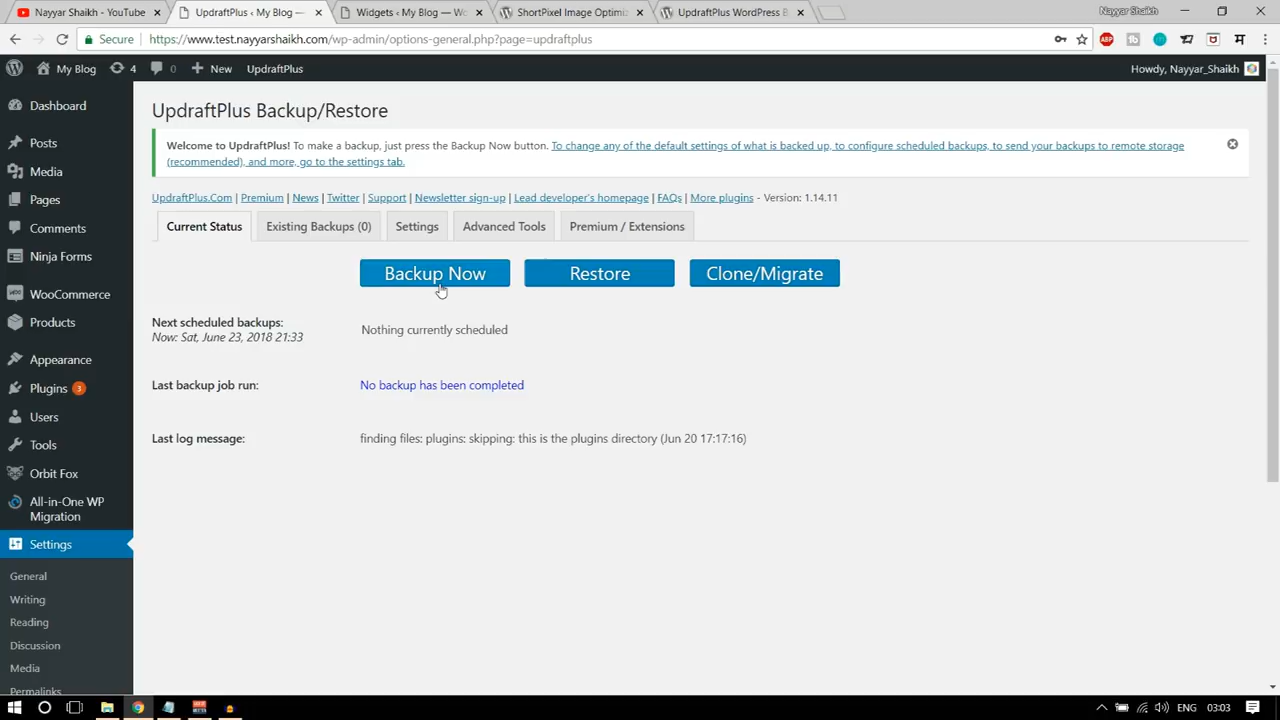 Nayyar Shaikh - YouTube
UpdraftPlus ‹ My Blog —
Widgets ‹ My Blog — Wo
ShortPixel Image Optimiz
UpdraftPlus WordPress B
Nayyar Shaikh
Secure
https://www.test.nayyarshaikh.com/wp-admin/options-general.php?page=updraftplus
ABP
My Blog
4
0
New
UpdraftPlus
Howdy, Nayyar_Shaikh
Dashboard
Posts
Media
Pages
Comments
Ninja Forms
WooCommerce
Products
Appearance
Plugins 3
Users
Tools
Orbit Fox
All-in-One WP
Migration
Settings
General
Writing
Reading
Discussion
Media
Permalinks
UpdraftPlus Backup/Restore
Welcome to UpdraftPlus! To make a backup, just press the Backup Now button. To change any of the default settings of what is backed up, to configure scheduled backups, to send your backups to remote storage
(recommended), and more, go to the settings tab.
UpdraftPlus.Com | Premium | News | Twitter | Support | Newsletter sign-up | Lead developer's homepage | FAQs | More plugins - Version: 1.14.11
Current Status
Existing Backups (0)
Settings
Advanced Tools
Premium / Extensions
Backup Now
Restore
Clone/Migrate
Next scheduled backups:
Now: Sat, June 23, 2018 21:33
Nothing currently scheduled
Last backup job run:
No backup has been completed
Last log message:
finding files: plugins: skipping: this is the plugins directory (Jun 20 17:17:16)
ENG
03:03